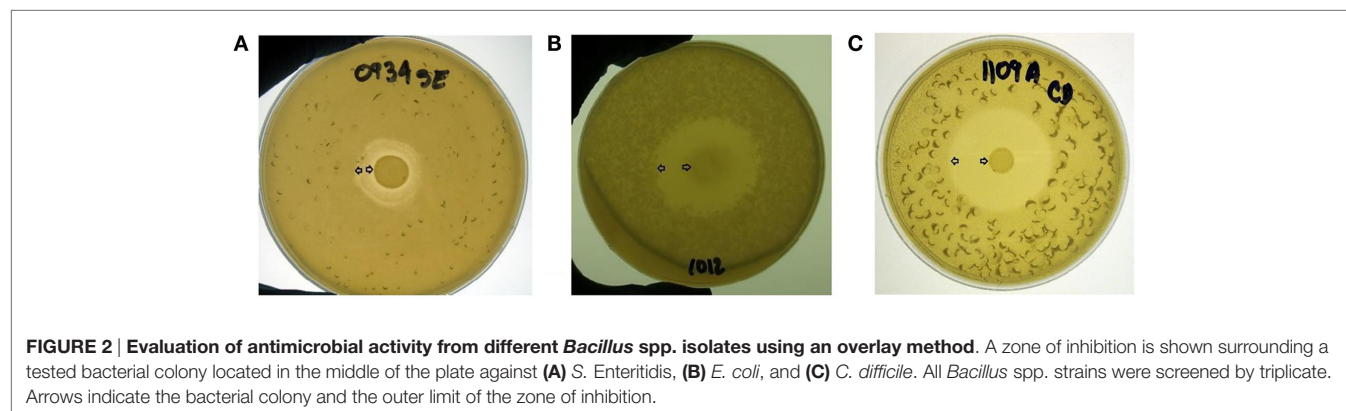 A
B
C
0934 SE
1012
1109A
CD
FIGURE 2 | Evaluation of antimicrobial activity from different Bacillus spp. isolates using an overlay method. A zone of inhibition is shown surrounding a
tested bacterial colony located in the middle of the plate against (A) S. Enteritidis, (B) E. coli, and (C) C. difficile. All Bacillus spp. strains were screened by triplicate.
Arrows indicate the bacterial colony and the outer limit of the zone of inhibition.